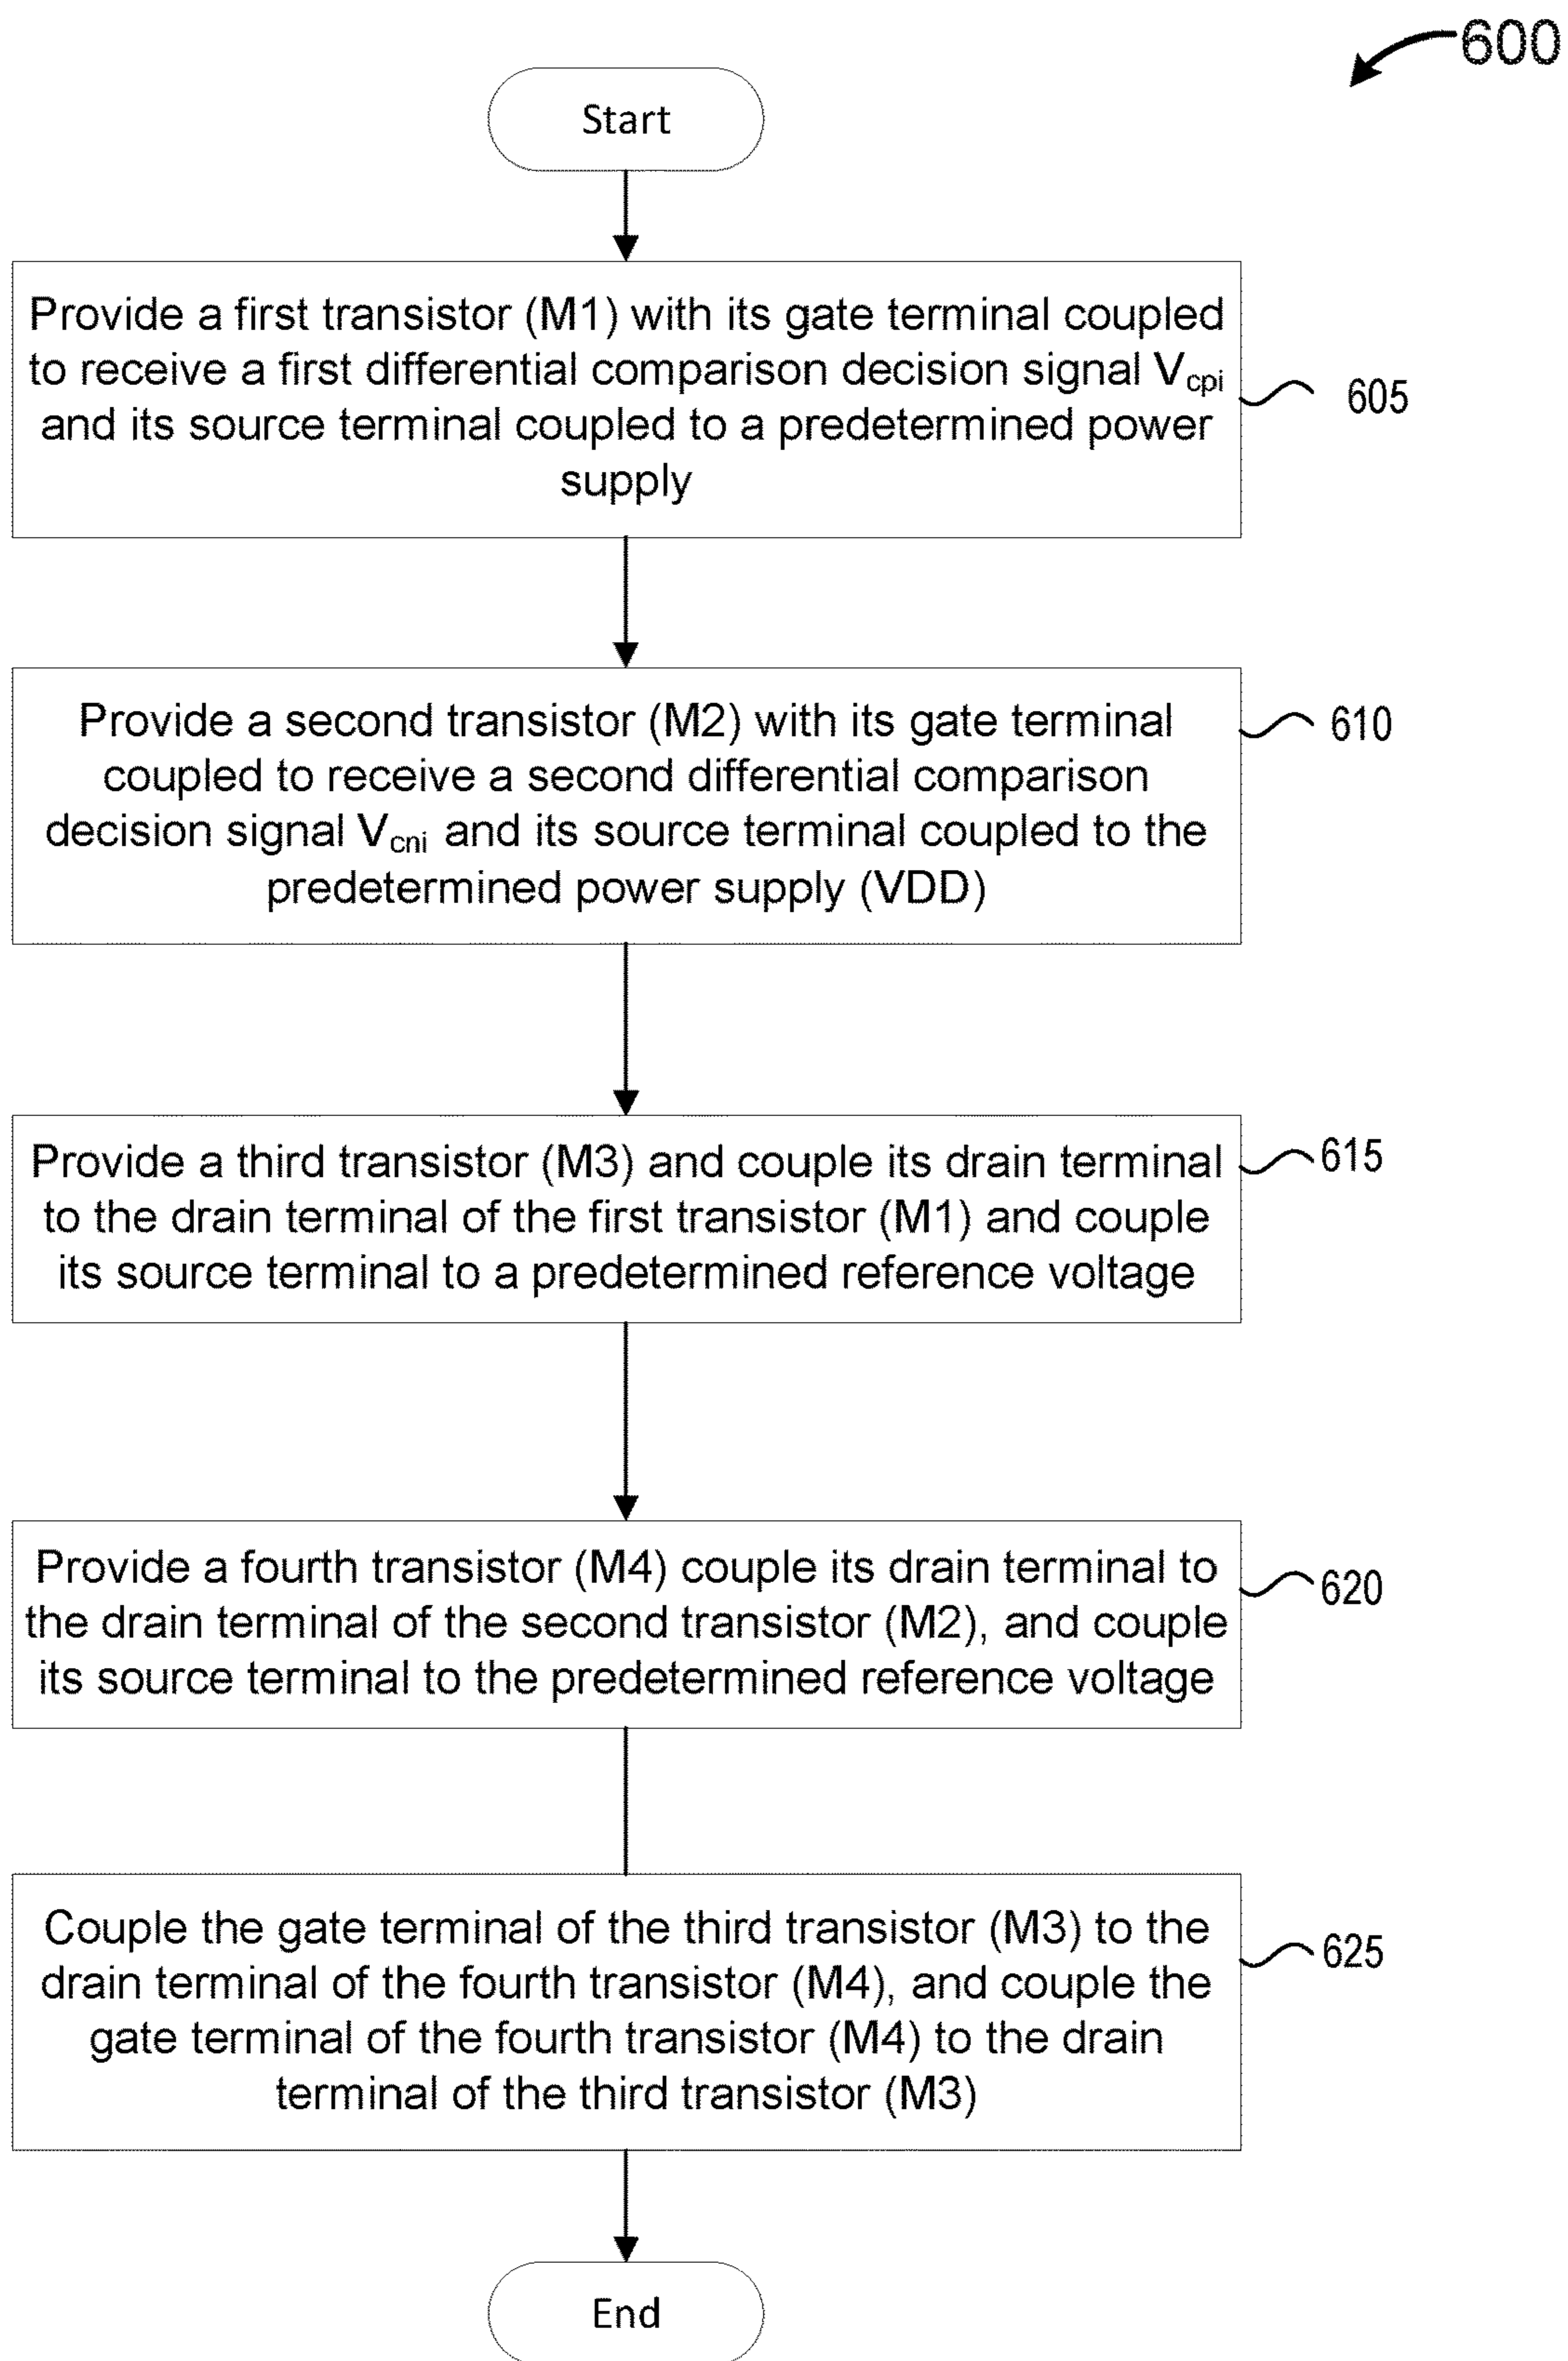 600
Start
Provide a first transistor (M1) with its gate terminal coupled
to receive a first differential comparison decision signal Vcpi
and its source terminal coupled to a predetermined power
supply
605
Provide a second transistor (M2) with its gate terminal
coupled to receive a second differential comparison
decision signal Vcni and its source terminal coupled to the
predetermined power supply (VDD)
610
Provide a third transistor (M3) and couple its drain terminal
to the drain terminal of the first transistor (M1) and couple
its source terminal to a predetermined reference voltage
615
Provide a fourth transistor (M4) couple its drain terminal to
the drain terminal of the second transistor (M2), and couple
its source terminal to the predetermined reference voltage
620
Couple the gate terminal of the third transistor (M3) to the
drain terminal of the fourth transistor (M4), and couple the
gate terminal of the fourth transistor (M4) to the drain
terminal of the third transistor (M3)
625
End